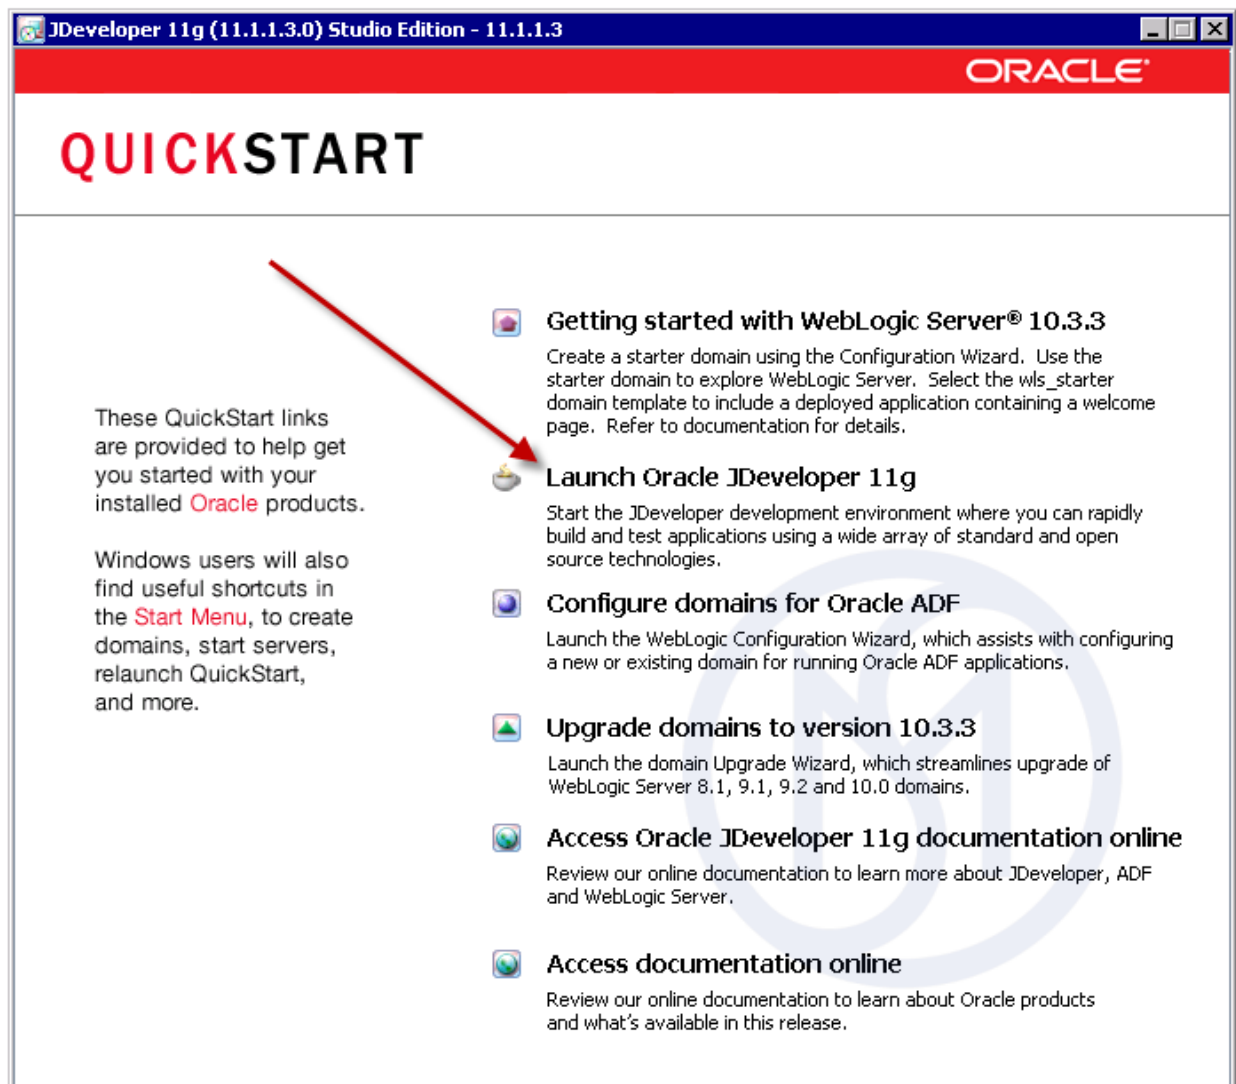 JDeveloper 11g (11.1.1.3.0) Studio Edition - 11.1.1.3
ORACLE
QUICKSTART
These QuickStart links
are provided to help get
you started with your
installed Oracle products.
Windows users will also
find useful shortcuts in
the Start Menu, to create
domains, start servers,
relaunch QuickStart,
and more.
Getting started with WebLogic Server® 10.3.3
Create a starter domain using the Configuration Wizard. Use the
starter domain to explore WebLogic Server. Select the wls_starter
domain template to include a deployed application containing a welcome
page. Refer to documentation for details.
Launch Oracle JDeveloper 11g
Start the JDeveloper development environment where you can rapidly
build and test applications using a wide array of standard and open
source technologies.
Configure domains for Oracle ADF
Launch the WebLogic Configuration Wizard, which assists with configuring
a new or existing domain for running Oracle ADF applications.
Upgrade domains to version 10.3.3
Launch the domain Upgrade Wizard, which streamlines upgrade of
WebLogic Server 8.1, 9.1, 9.2 and 10.0 domains.
Access Oracle JDeveloper 11g documentation online
Review our online documentation to learn more about JDeveloper, ADF
and WebLogic Server.
Access documentation online
Review our online documentation to learn about Oracle products
and what's available in this release.